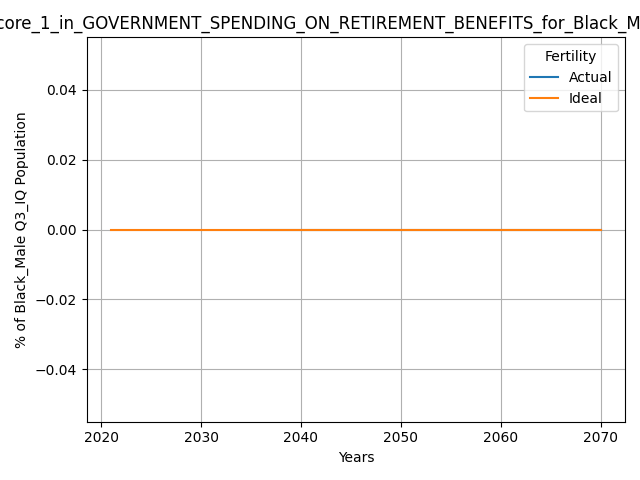 core_1_in_GOVERNMENT_SPENDING_ON_RETIREMENT_BENEFITS_for_Black_M
Fertility
Actual
Ideal
0.04
0.02
0.00
−0.02
−0.04
% of Black_Male Q3_IQ Population
2020 2030 2040 2050 2060 2070
Years